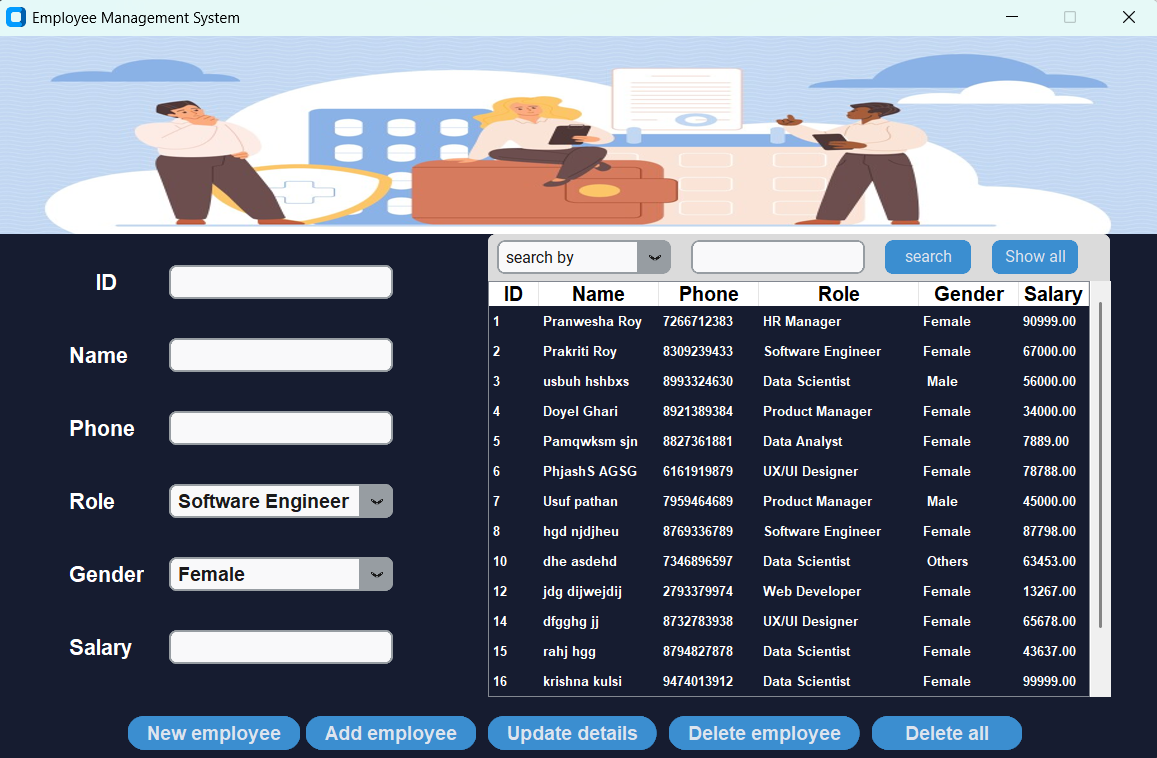 Employee Management System
search by search Show all
ID
Name
Phone
Role Software Engineer
Gender Female
Salary
ID Name Phone Role Gender Salary
1 Pranwesha Roy 7266712383 HR Manager Female 90999.00
2 Prakriti Roy 8309239433 Software Engineer Female 67000.00
3 usbuh hshbxs 8993324630 Data Scientist Male 56000.00
4 Doyel Ghari 8921389384 Product Manager Female 34000.00
5 Pamqwksm sjn 8827361881 Data Analyst Female 7889.00
6 PhjashS AGSG 6161919879 UX/UI Designer Female 78788.00
7 Usuf pathan 7959464689 Product Manager Male 45000.00
8 hgd njdjheu 8769336789 Software Engineer Female 87798.00
10 dhe asdehd 7346896597 Data Scientist Others 63453.00
12 jdg dijwejdij 2793379974 Web Developer Female 13267.00
14 dfgghg jj 8732783938 UX/UI Designer Female 65678.00
15 rahj hgg 8794827878 Data Scientist Female 43637.00
16 krishna kulsi 9474013912 Data Scientist Female 99999.00
New employee Add employee Update details Delete employee Delete all